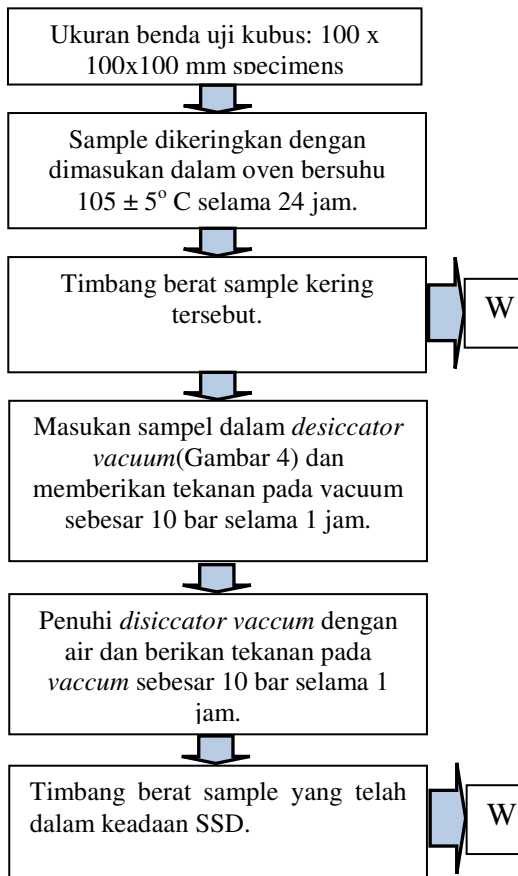 Ukuran benda uji kubus: 100 x
100x100 mm specimens
Sample dikeringkan dengan
dimasukan dalam oven bersuhu
105 ± 5° C selama 24 jam.
Timbang berat sample kering
tersebut.
W
Masukan sampel dalam desiccator
vacuum(Gambar 4) dan
memberikan tekanan pada vacuum
sebesar 10 bar selama 1 jam.
Penuhi disiccator vaccum dengan
air dan berikan tekanan pada
vaccum sebesar 10 bar selama 1
jam.
Timbang berat sample yang telah
dalam keadaan SSD.
W